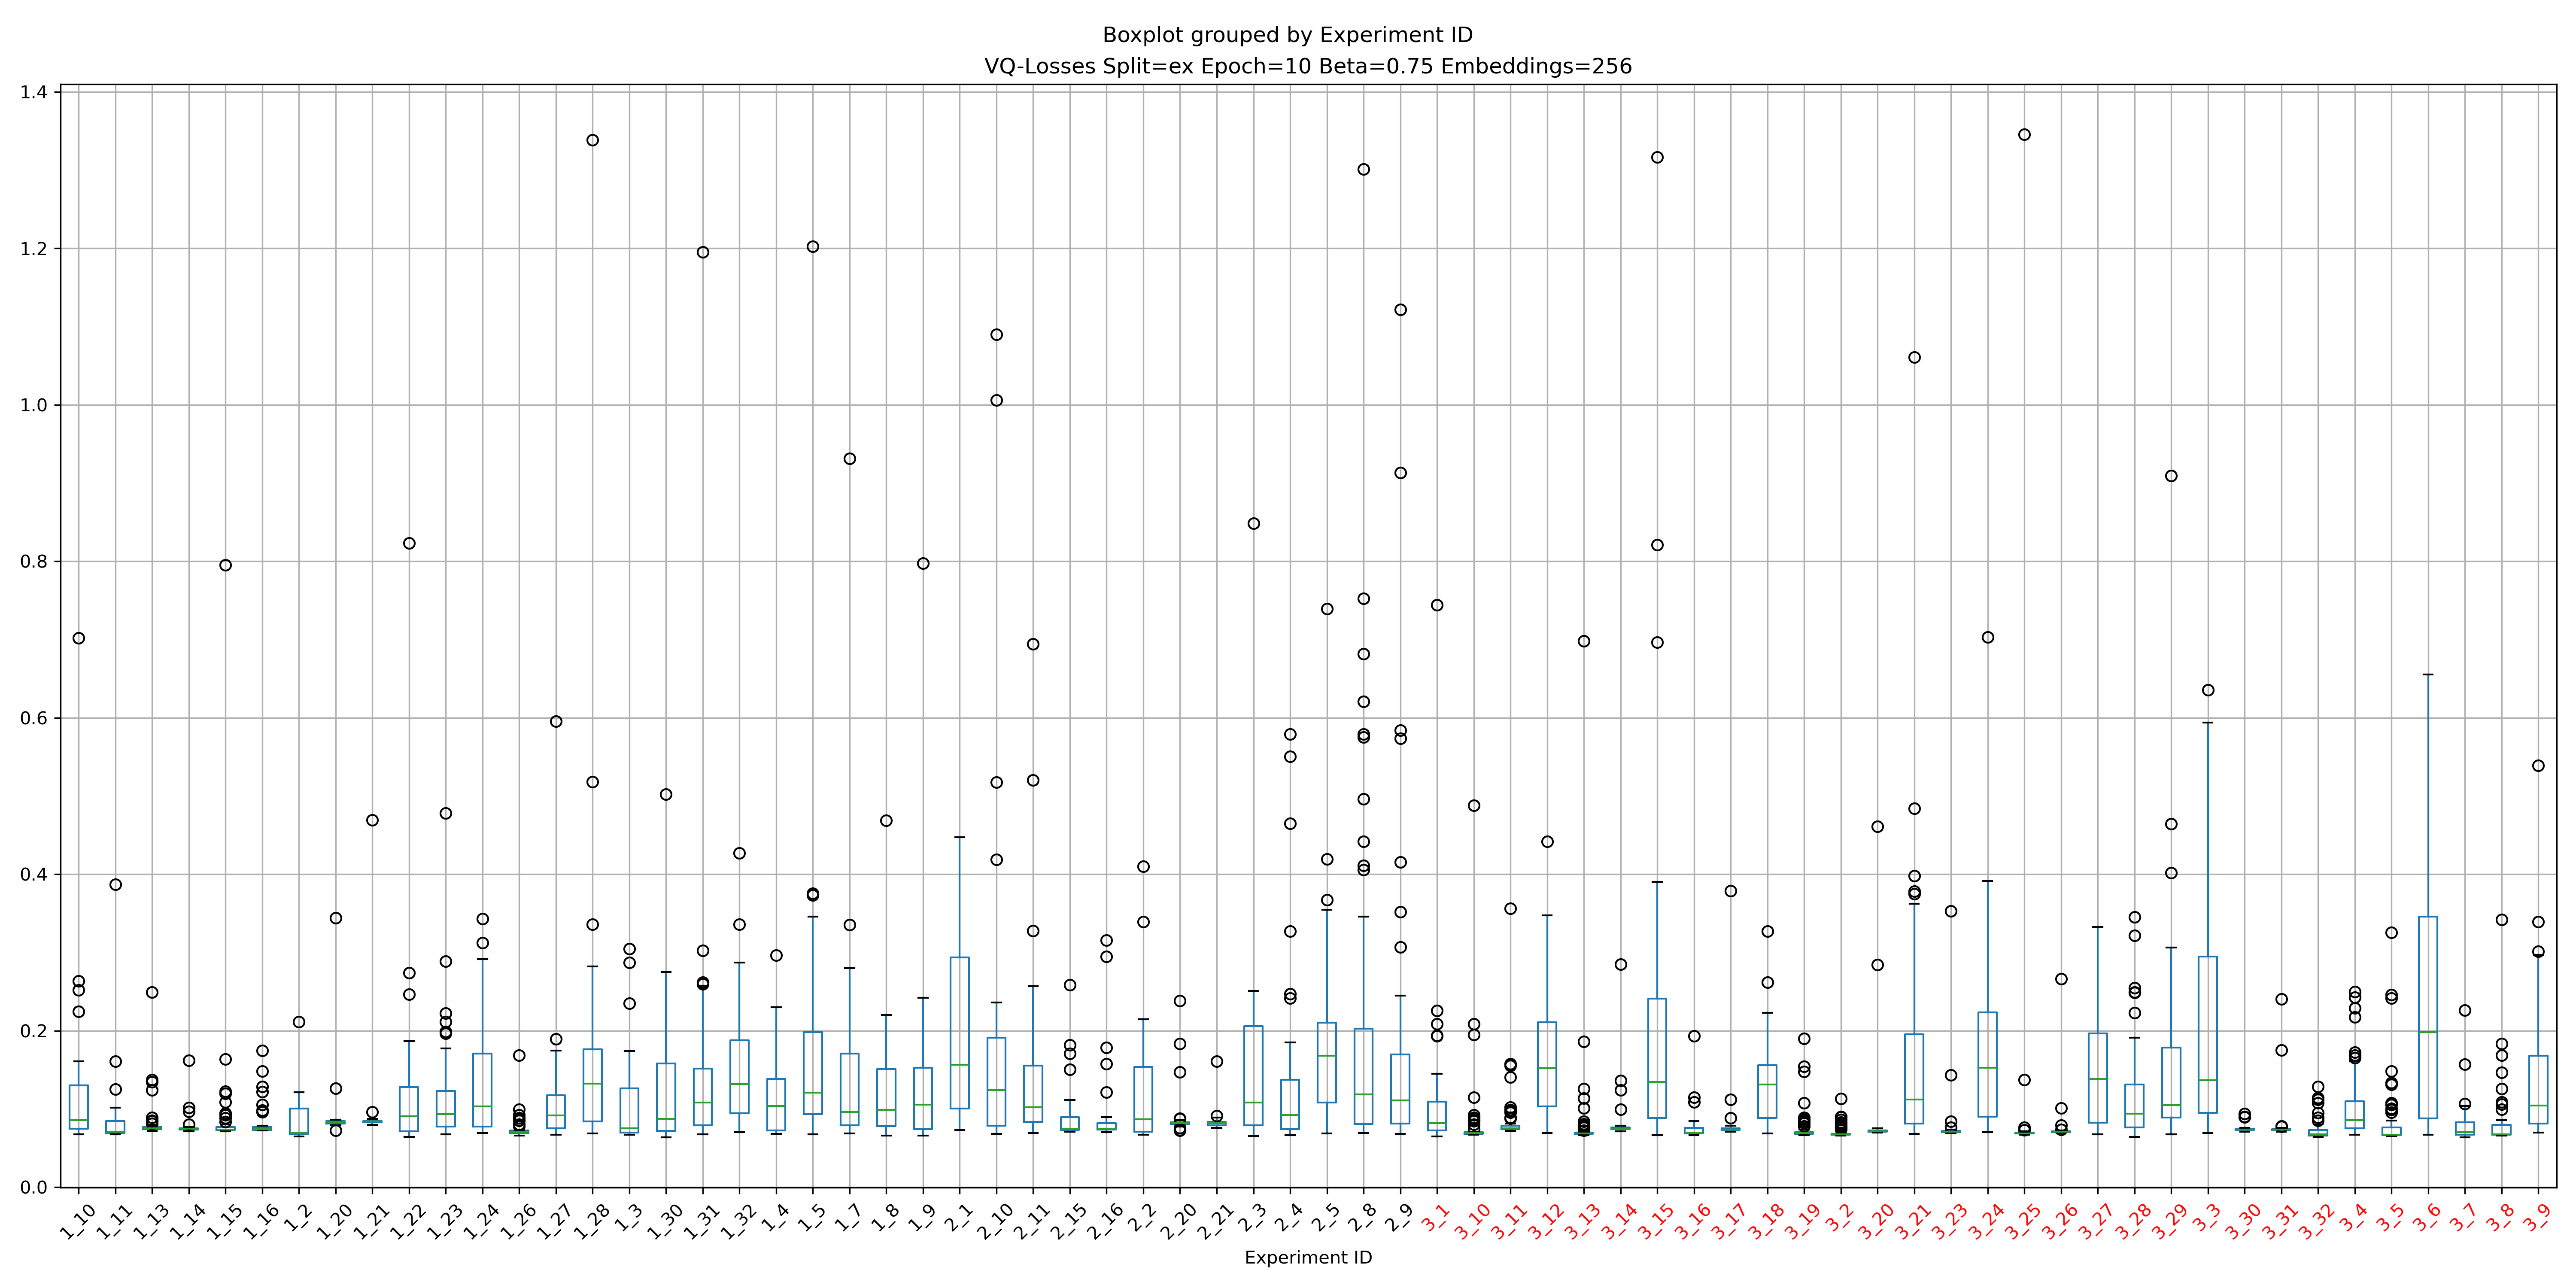 Boxplot grouped by Experiment ID
VQ-Losses Split=ex Epoch=10 Beta=0.75 Embeddings=256
1.4
1.2
1.0
0.8
0.6
0.4
0.2
0.0
1_10 1_11 1_13 1_14 1_15 1_16 1_2 1_20 1_21 1_22 1_23 1_24 1_26 1_27 1_28 1_3 1_30 1_31 1_32 1_4 1_5 1_7 1_8 1_9 2_1 2_10 2_11 2_15 2_16 2_2 2_20 2_21 2_3 2_4 2_5 2_8 2_9 3_1 3_10 3_11 3_12 3_13 3_14 3_15 3_16 3_17 3_18 3_19 3_2 3_20 3_21 3_23 3_24 3_25 3_26 3_27 3_28 3_29 3_3 3_30 3_31 3_32 3_4 3_5 3_6 3_7 3_8 3_9
Experiment ID